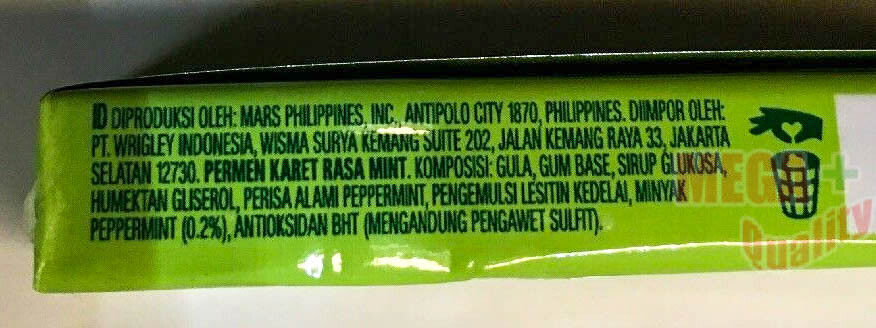 ID DIPRODUKSI OLEH: MARS PHILIPPINES, INC., ANTIPOLO CITY 1870, PHILIPPINES. DIIMPOR OLEH:
PT. WRIGLEY INDONESIA, WISMA SURYA KEMANG SUITE 202, JALAN KEMANG RAYA 33, JAKARTA
SELATAN 12730. PERMEN KARET RASA MINT. KOMPOSISI: GULA, GUM BASE, SIRUP GLUKOSA,
HUMEKTAN GLISEROL, PERISA ALAMI PEPPERMINT, PENGEMULSI LESITIN KEDELAI, MINYAK
PEPPERMINT (0.2%), ANTIOKSIDAN BHT (MENGANDUNG PENGAWET SULFIT).
MEGA+
Quality